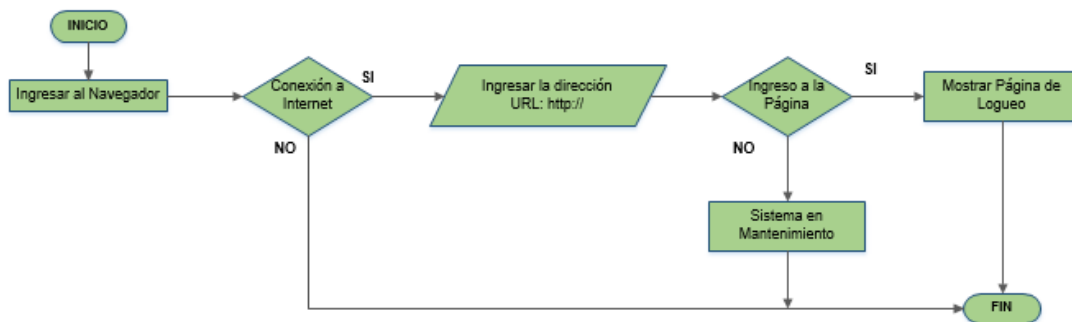 INICIO
Ingresar al Navegador
Conexión a
Internet
SI
NO
Ingresar la dirección
URL: http://
Ingreso a la
Página
SI
NO
Mostrar Página de
Logueo
Sistema en
Mantenimiento
FIN